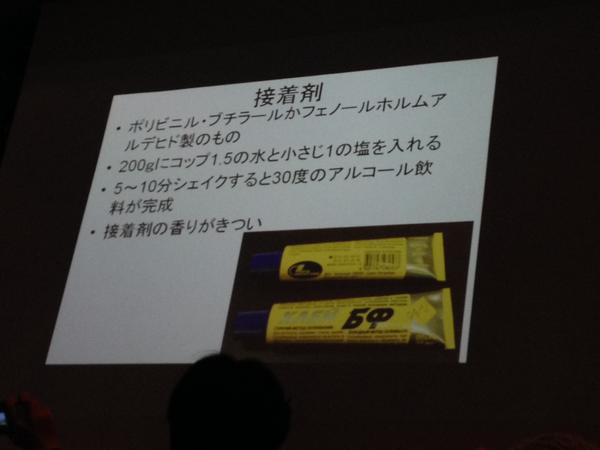 接着剤
• ポリビニル・ブチラールかフェノールホルムア
ルデヒド製のもの
• 200gにコップ1.5の水と小さじ1の塩を入れる
• 5～10分シェイクすると30度のアルコール飲
料が完成
• 接着剤の香りがきつい
КЛЕЙ БФ